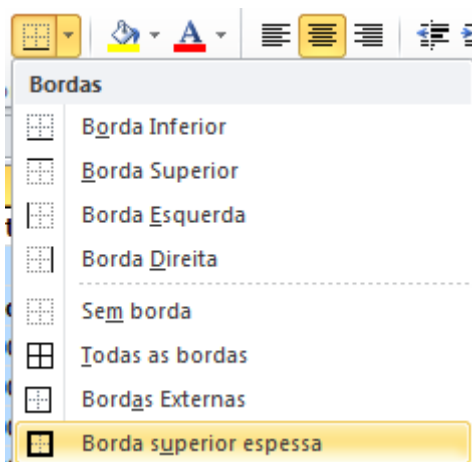 A
Bordas
Borda Inferior
Borda Superior
Borda Esquerda
Borda Direita
Sem borda
Todas as bordas
Bordas Externas
Borda superior espessa